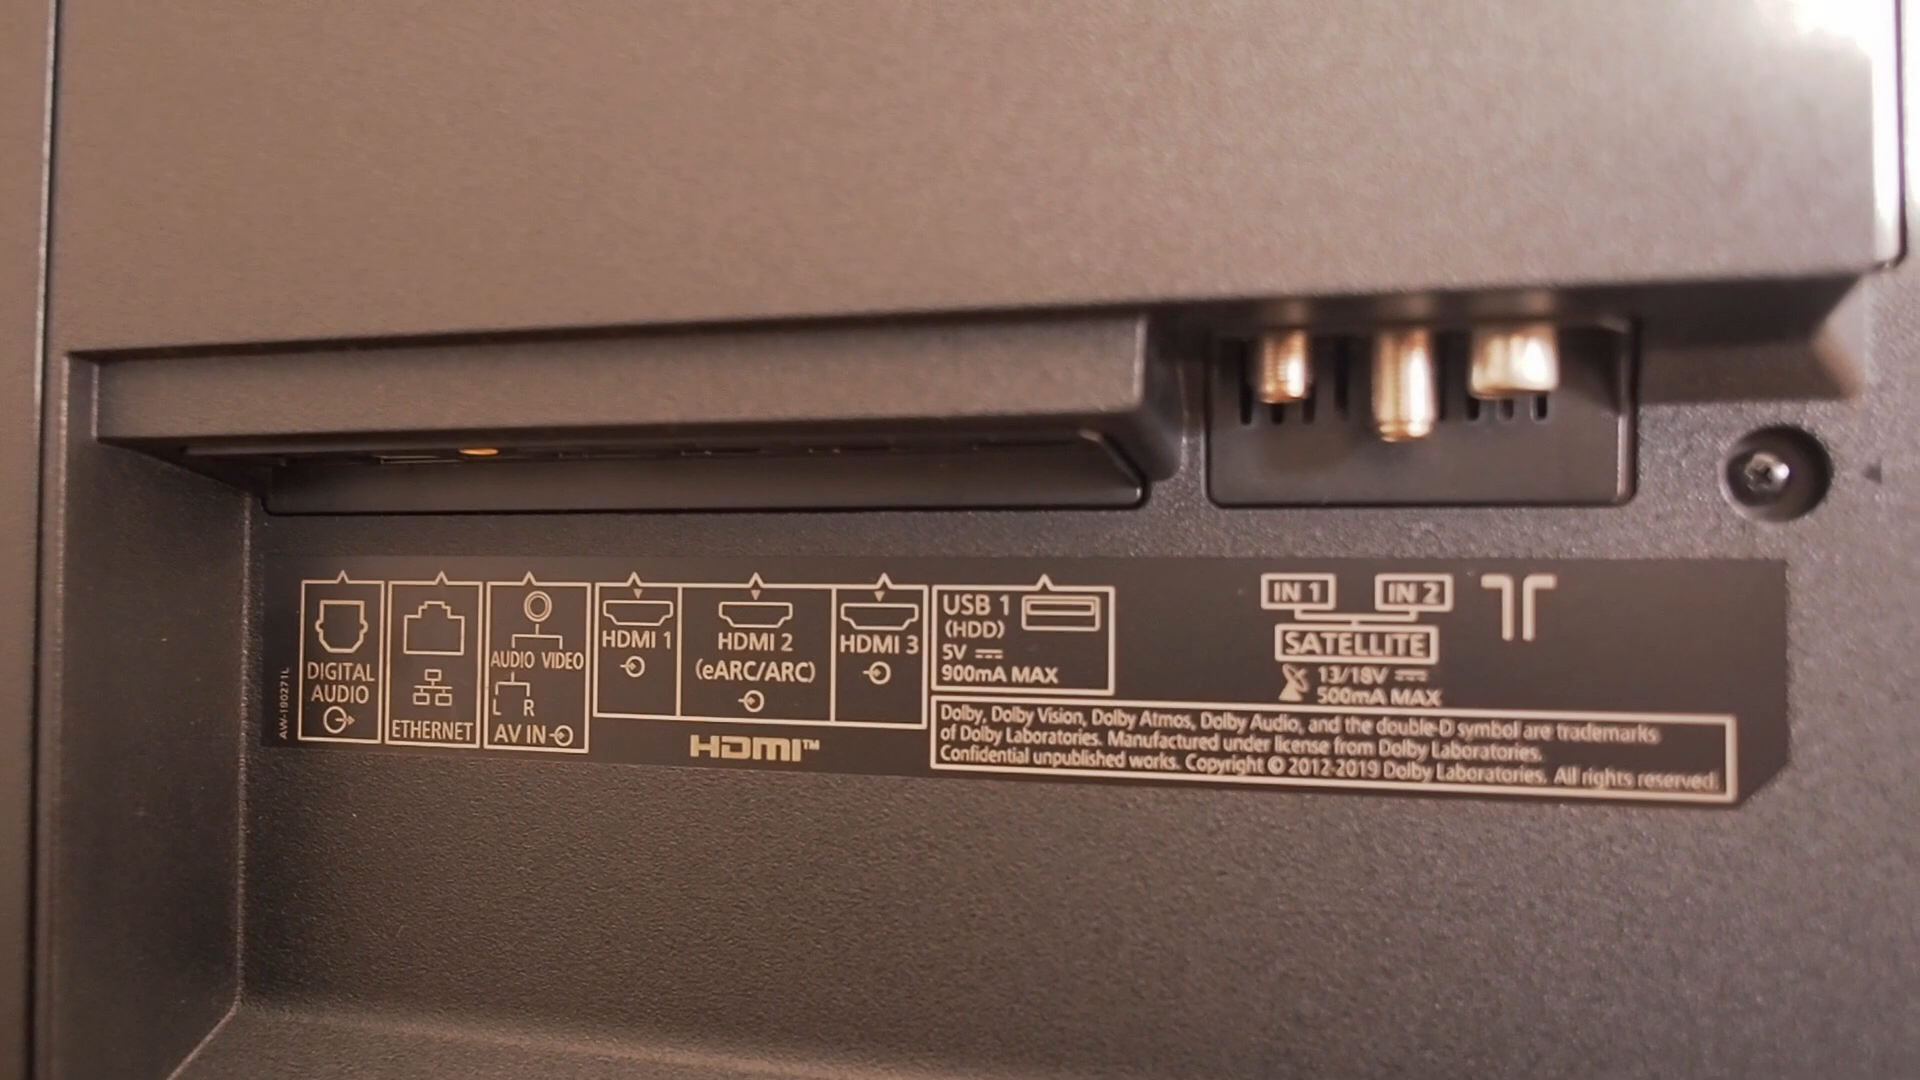 AW-190271L
DIGITAL
AUDIO
ETHERNET
AUDIO VIDEO
L R
AV IN
HDMI 1
HDMI 2
(eARC/ARC)
HDMI 3
HDMI™
USB 1
(HDD)
5V
900mA MAX
IN 1 IN 2
SATELLITE
13/18V
500mA MAX
Dolby, Dolby Vision, Dolby Atmos, Dolby Audio, and the double-D symbol are trademarks
of Dolby Laboratories. Manufactured under license from Dolby Laboratories.
Confidential unpublished works. Copyright © 2012-2019 Dolby Laboratories. All rights reserved.